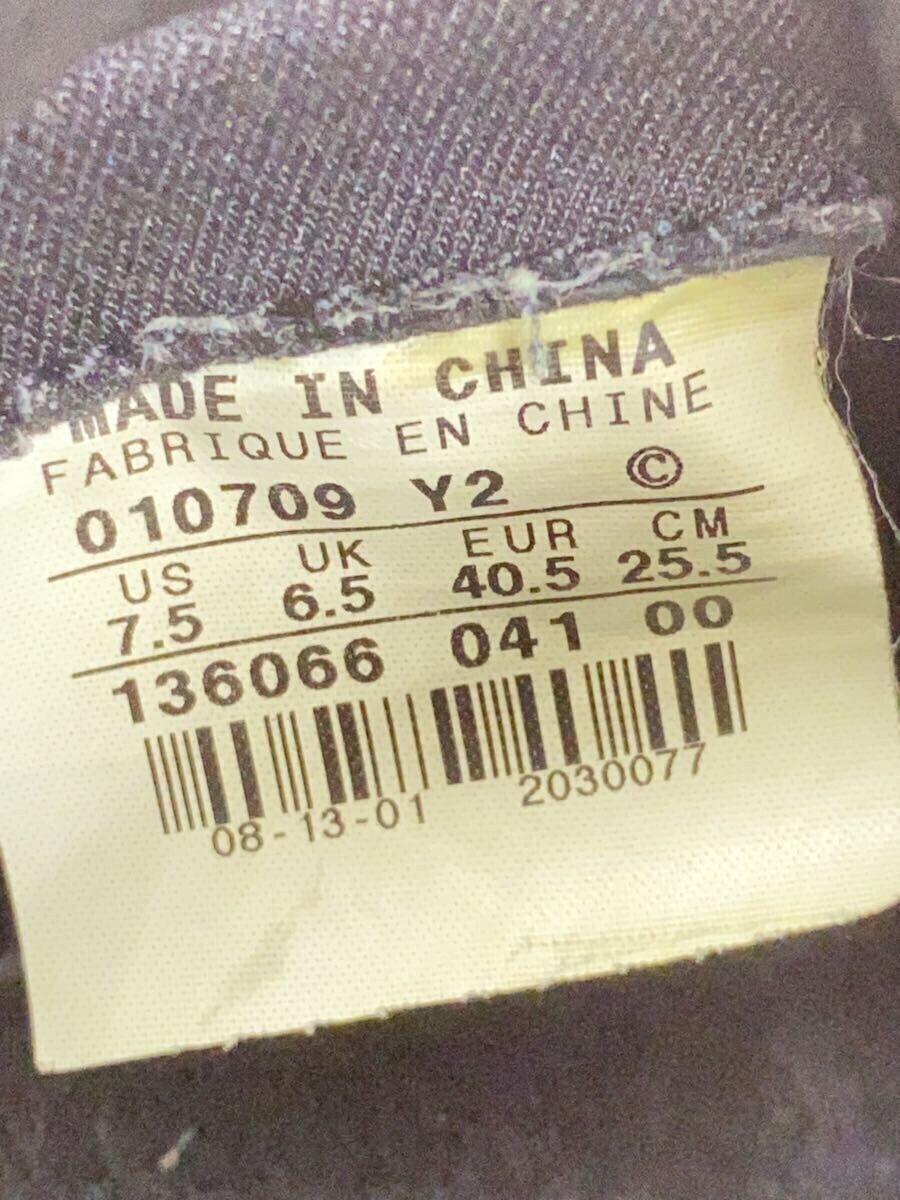 MADE IN CHINA
FABRIQUE EN CHINE
010709 Y2 ©
US UK EUR CM
7.5 6.5 40.5 25.5
136066 041 00
08-13-01 2030077